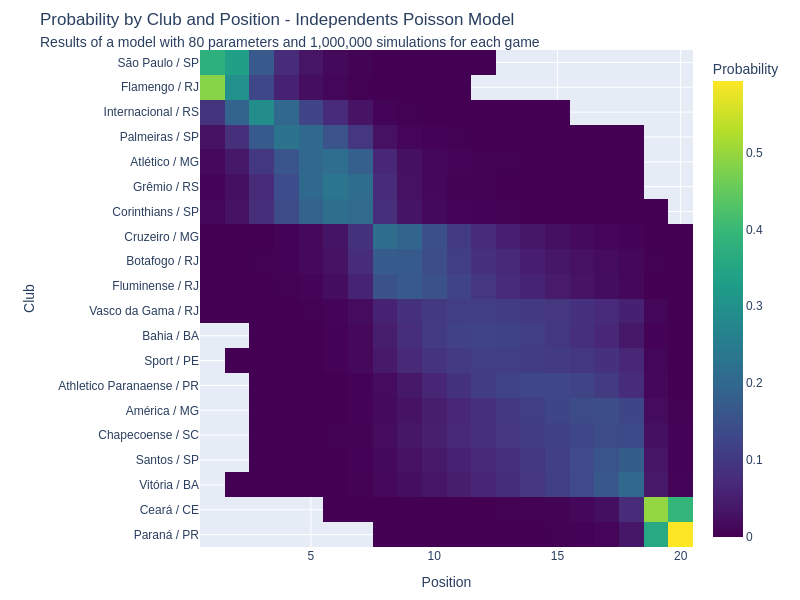 Probability by Club and Position - Independents Poisson Model
Results of a model with 80 parameters and 1,000,000 simulations for each game
Probability
Club
São Paulo / SP
Flamengo / RJ
Internacional / RS
Palmeiras / SP
Atlético / MG
Grêmio / RS
Corinthians / SP
Cruzeiro / MG
Botafogo / RJ
Fluminense / RJ
Vasco da Gama / RJ
Bahia / BA
Sport / PE
Athletico Paranaense / PR
América / MG
Chapecoense / SC
Santos / SP
Vitória / BA
Ceará / CE
Paraná / PR
5 10 15 20
Position
0.5
0.4
0.3
0.2
0.1
0